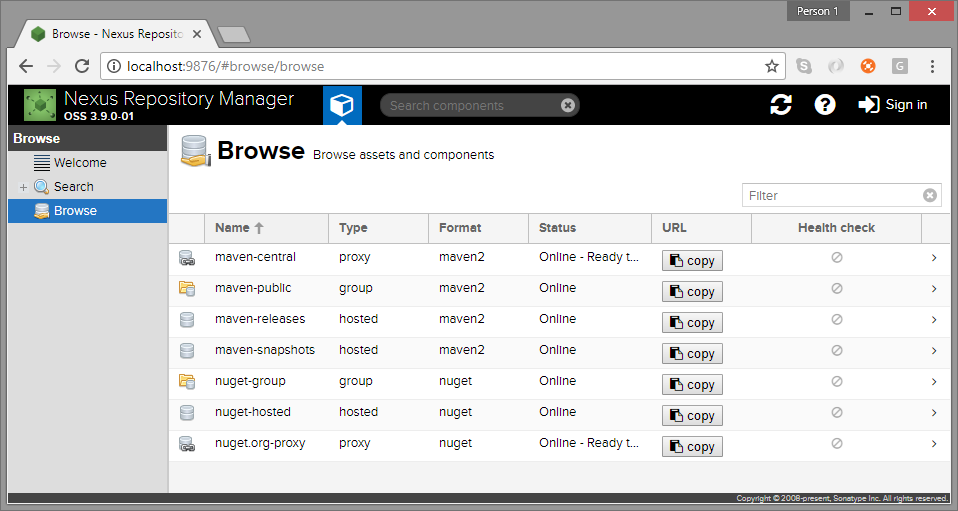 Person 1
Browse - Nexus Reposito
localhost:9876/#browse/browse
S G
Nexus Repository Manager
OSS 3.9.0-01
Search components
? Sign in
Browse
Welcome
+ Search
Browse
Browse Browse assets and components
Filter
Name Type Format Status URL Health check
maven-central proxy maven2 Online - Ready t... copy
maven-public group maven2 Online copy
maven-releases hosted maven2 Online copy
maven-snapshots hosted maven2 Online copy
nuget-group group nuget Online copy
nuget-hosted hosted nuget Online copy
nuget.org-proxy proxy nuget Online - Ready t... copy
Copyright © 2008-present, Sonatype Inc. All rights reserved.